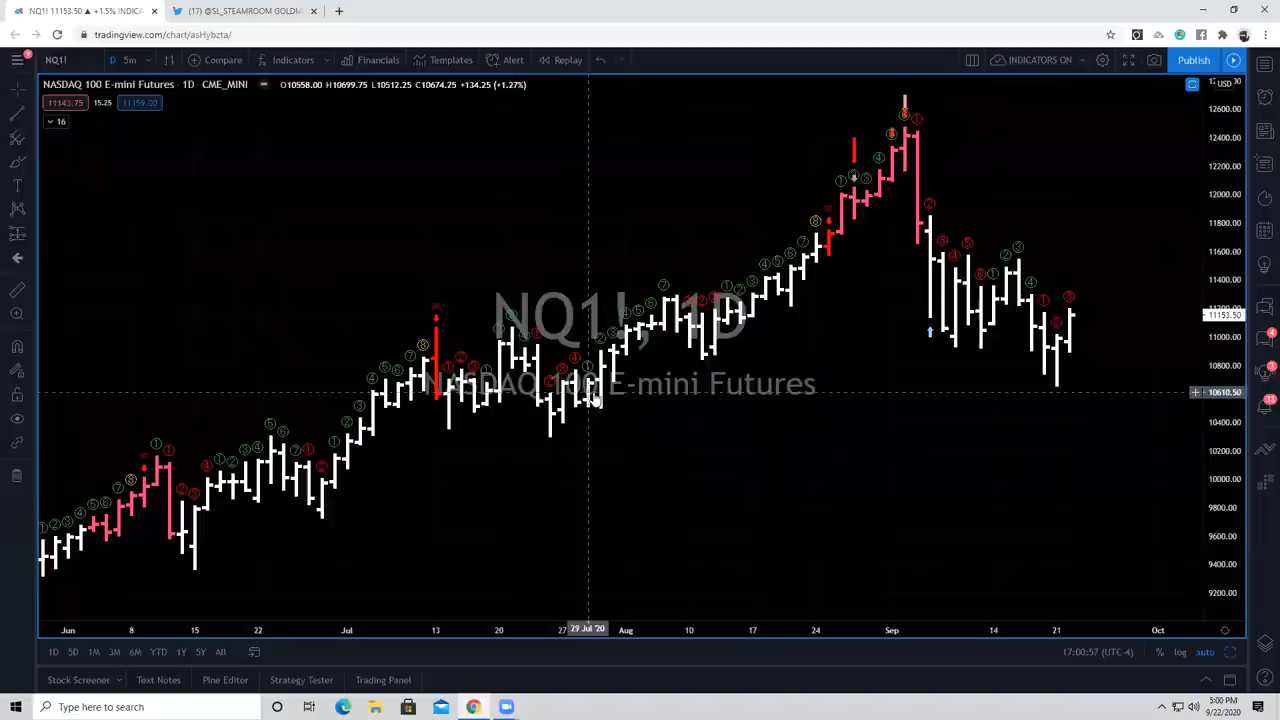 NQ1! 11153.50 ▲ +1.5% INDICA
(17) @SL_STEAMROOM GOLDM
tradingview.com/chart/asHybzta/
NQ1!
D 5m
Compare
Indicators
Financials
Templates
Alert
Replay
INDICATORS ON
Publish
NASDAQ 100 E-mini Futures · 1D · CME_MINI
O10558.00 H10699.75 L10512.25 C10674.25 +134.25 (+1.27%)
11143.75 15.25 11159.00
16
USD
12600.00
12400.00
12200.00
12000.00
11800.00
11600.00
11400.00
11153.50
11000.00
10800.00
10610.50
10400.00
10200.00
10000.00
9800.00
9600.00
9400.00
9200.00
NQ1!, 1D
NASDAQ 100 E-mini Futures
Jun 8 15 22 Jul 13 20 27 29 Jul '20 Aug 10 17 24 Sep 14 21 Oct
1D 5D 1M 3M 6M YTD 1Y 5Y All
17:00:57 (UTC-4)
% log auto
Stock Screener
Text Notes
Pine Editor
Strategy Tester
Trading Panel
Type here to search
5:00 PM
9/22/2020